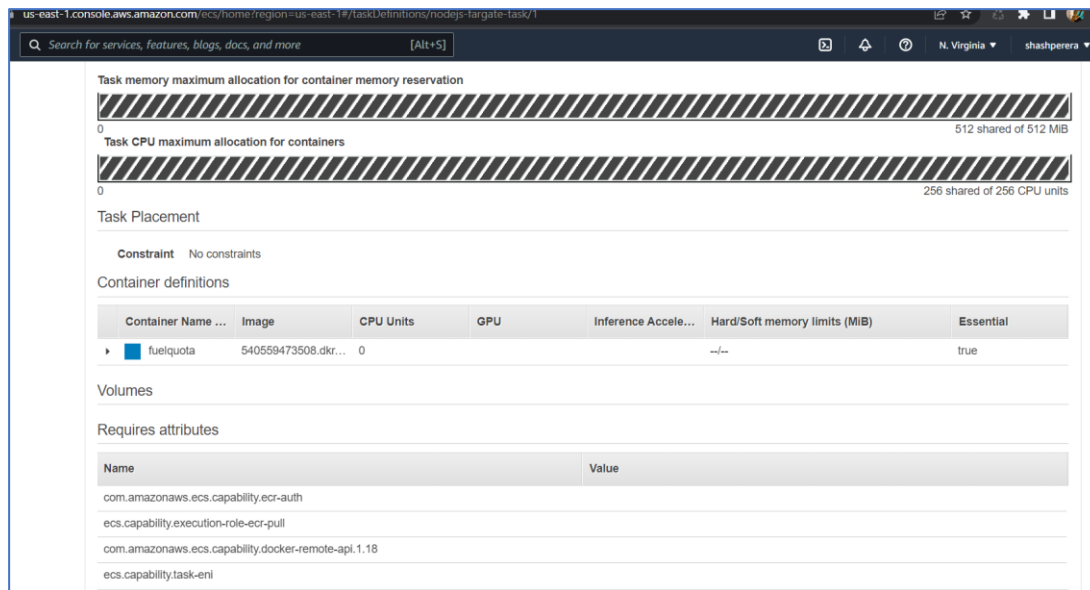 us-east-1.console.aws.amazon.com/ecs/home?region=us-east-1#/taskDefinitions/nodejs-fargate-task/1
Search for services, features, blogs, docs, and more [Alt+S] N. Virginia ▼ shashperera ▼
Task memory maximum allocation for container memory reservation
0 512 shared of 512 MiB
Task CPU maximum allocation for containers
0 256 shared of 256 CPU units
Task Placement
Constraint No constraints
Container definitions
Container Name ... Image CPU Units GPU Inference Accele... Hard/Soft memory limits (MiB) Essential
fuelquota 540559473508.dkr... 0 --/-- true
Volumes
Requires attributes
Name Value
com.amazonaws.ecs.capability.ecr-auth
ecs.capability.execution-role-ecr-pull
com.amazonaws.ecs.capability.docker-remote-api.1.18
ecs.capability.task-eni